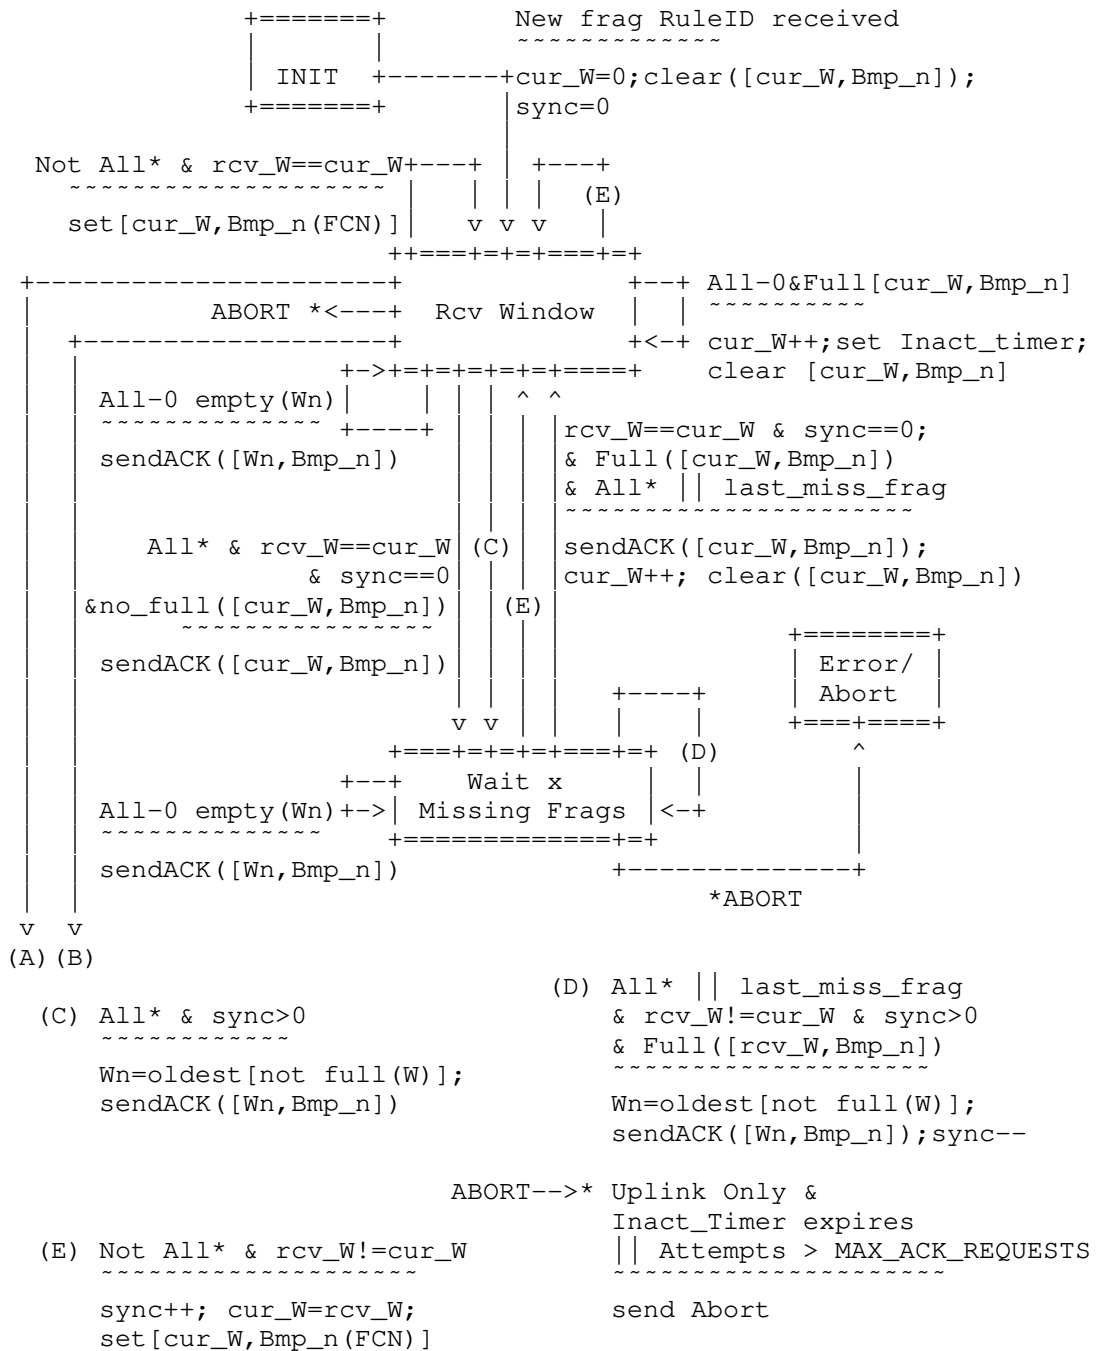 +=======+ New frag RuleID received
| | ~~~~~~~~~~~~~
| INIT +-------+cur_W=0;clear([cur_W,Bmp_n]);
+=======+ |sync=0
|
Not All* & rcv_W==cur_W+---+ | +---+
~~~~~~~~~~~~~~~~~~~~ | | | | (E)
set[cur_W,Bmp_n(FCN)]| v v v |
++===+=+=+===+=+
+-----------------------+ +--+ All-0&Full[cur_W,Bmp_n]
| ABORT *<---+ Rcv Window | | ~~~~~~~~~~
| +--------------------+ +<-+ cur_W++;set Inact_timer;
| | +->+=+=+=+=+=+====+ clear [cur_W,Bmp_n]
| | All-0 empty(Wn)| | | | ^ ^
| | ~~~~~~~~~~~~~~ +----+ | | | |rcv_W==cur_W & sync==0;
| | sendACK([Wn,Bmp_n]) | | | |& Full([cur_W,Bmp_n])
| | | | | |& All* || last_miss_frag
| | | | | |~~~~~~~~~~~~~~~~~~~~~~
| | All* & rcv_W==cur_W|(C)| |sendACK([cur_W,Bmp_n]);
| | & sync==0| | | |cur_W++; clear([cur_W,Bmp_n])
| |&no_full([cur_W,Bmp_n])| |(E)|
| | ~~~~~~~~~~~~~~~~ | | | | +========+
| | sendACK([cur_W,Bmp_n])| | | | | Error/ |
| | | | | | +----+ | Abort |
| | v v | | | | +===+====+
| | +===+=+=+=+===+=+ (D) ^
| | +--+ Wait x | | |
| | All-0 empty(Wn)+->| Missing Frags |<-+ |
| | ~~~~~~~~~~~~~~ +=============+=+ |
| | sendACK([Wn,Bmp_n]) +--------------+
| | *ABORT
v v
(A)(B)
(D) All* || last_miss_frag
(C) All* & sync>0 & rcv_W!=cur_W & sync>0
~~~~~~~~~~~~ & Full([rcv_W,Bmp_n])
Wn=oldest[not full(W)]; ~~~~~~~~~~~~~~~~~~~~
sendACK([Wn,Bmp_n]) Wn=oldest[not full(W)];
sendACK([Wn,Bmp_n]);sync--
ABORT-->* Uplink Only &
Inact_Timer expires
(E) Not All* & rcv_W!=cur_W || Attempts > MAX_ACK_REQUESTS
~~~~~~~~~~~~~~~~~~~~ ~~~~~~~~~~~~~~~~~~~~~
sync++; cur_W=rcv_W; send Abort
set[cur_W,Bmp_n(FCN)]